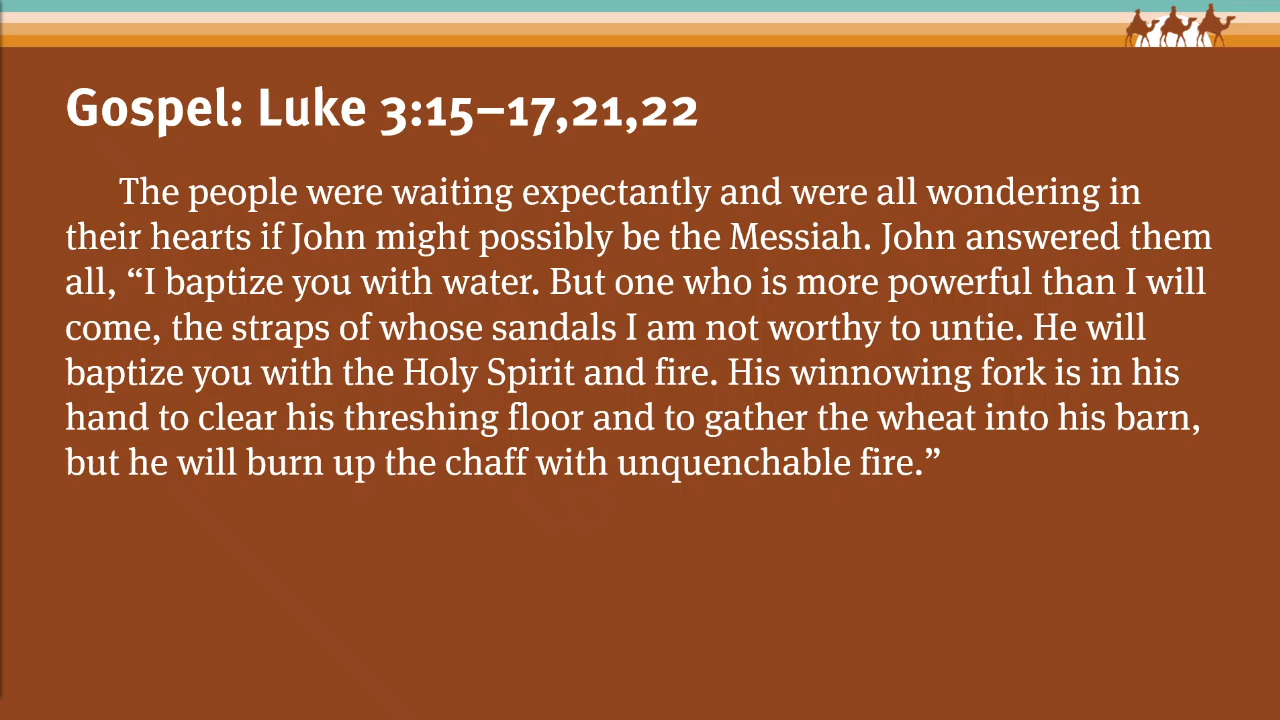 Gospel: Luke 3:15–17,21,22
The people were waiting expectantly and were all wondering in
their hearts if John might possibly be the Messiah. John answered them
all, “I baptize you with water. But one who is more powerful than I will
come, the straps of whose sandals I am not worthy to untie. He will
baptize you with the Holy Spirit and fire. His winnowing fork is in his
hand to clear his threshing floor and to gather the wheat into his barn,
but he will burn up the chaff with unquenchable fire.”